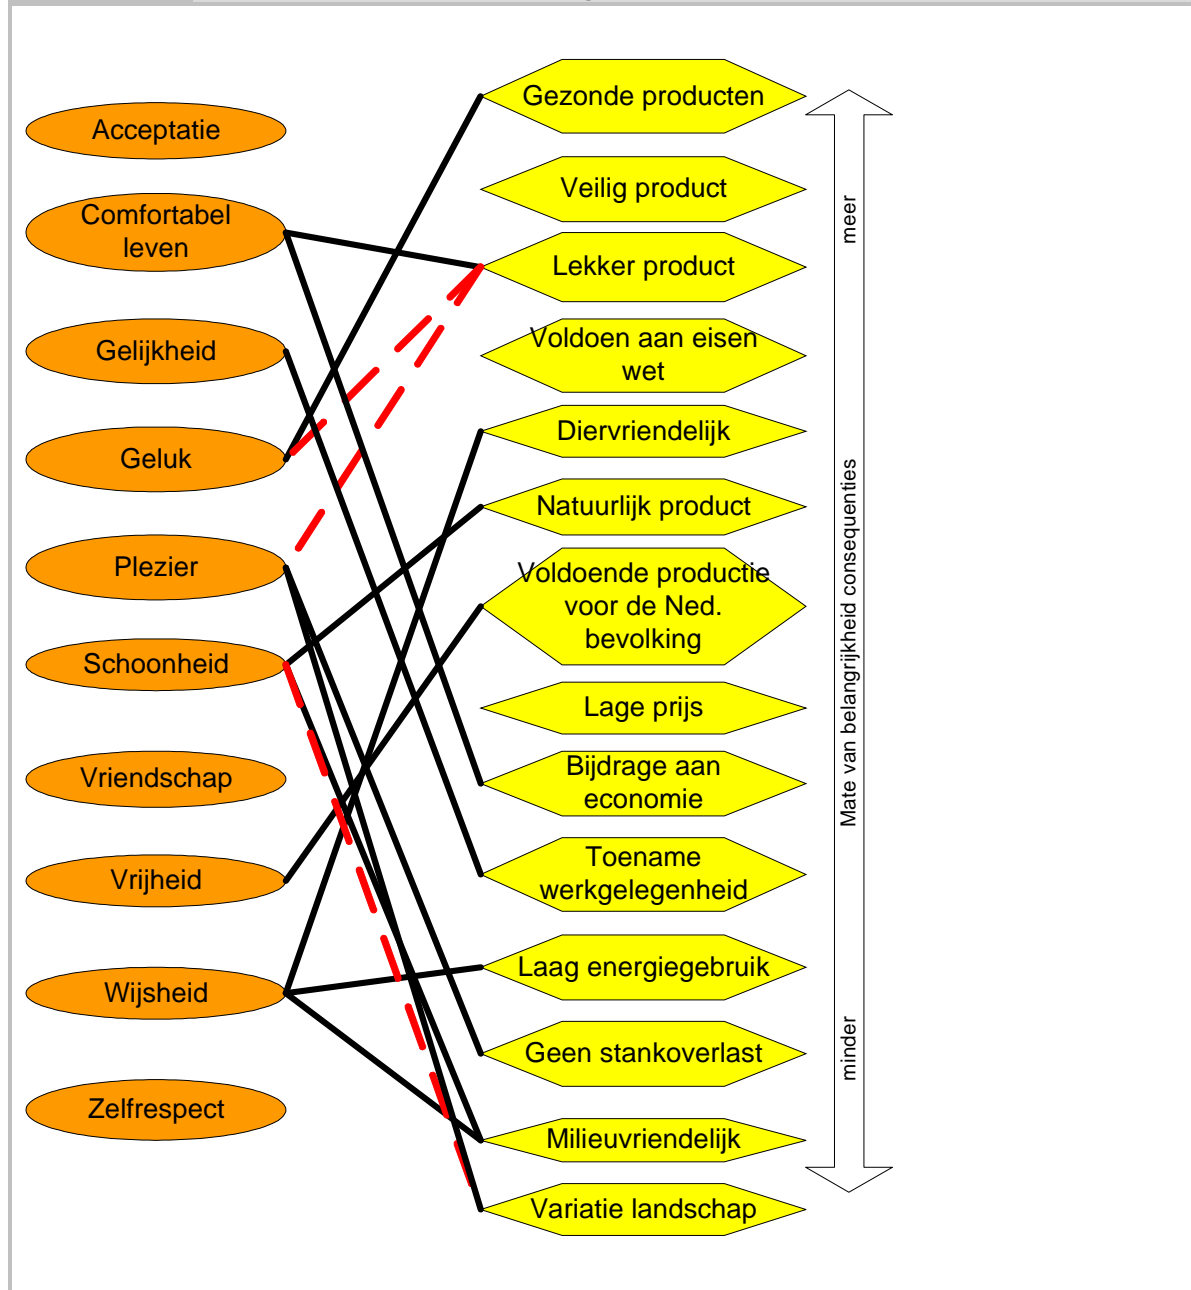 Acceptatie
Comfortabel
leven
Gelijkheid
Geluk
Plezier
Schoonheid
Vriendschap
Vrijheid
Wijsheid
Zelfrespect
Gezonde producten
Veilig product
Lekker product
Voldoen aan eisen
wet
Diervriendelijk
Natuurlijk product
Voldoende productie
voor de Ned.
bevolking
Lage prijs
Bijdrage aan
economie
Toename
werkgelegenheid
Laag energiegebruik
Geen stankoverlast
Milieuvriendelijk
Variatie landschap
meer
Mate van belangrijkheid consequenties
minder